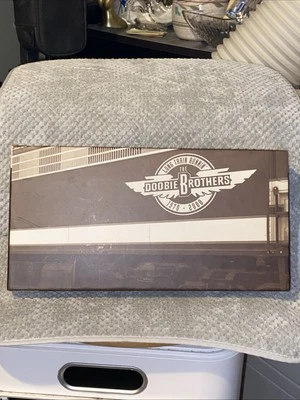 LONG TRAIN RUNNIN'
THE
DOOBIE BROTHERS
1970 - 2000